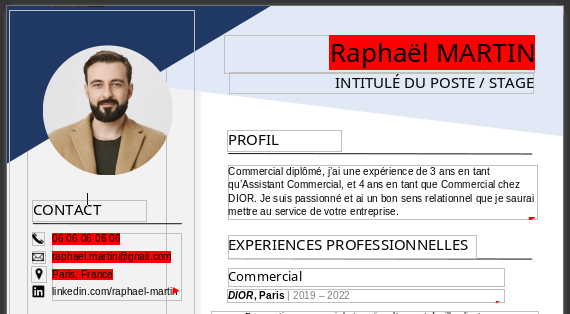 Raphaël MARTIN
INTITULÉ DU POSTE / STAGE
PROFIL
Commercial diplômé, j'ai une expérience de 3 ans en tant
qu'Assistant Commercial, et 4 ans en tant que Commercial chez
DIOR. Je suis passionné et ai un bon sens relationnel que je saurai
mettre au service de votre entreprise.
CONTACT
06 06 06 06 06
raphael.martin@gnail.com
Paris, France
linkedin.com/raphael-martin
EXPERIENCES PROFESSIONNELLES
Commercial
DIOR, Paris | 2019 – 2022